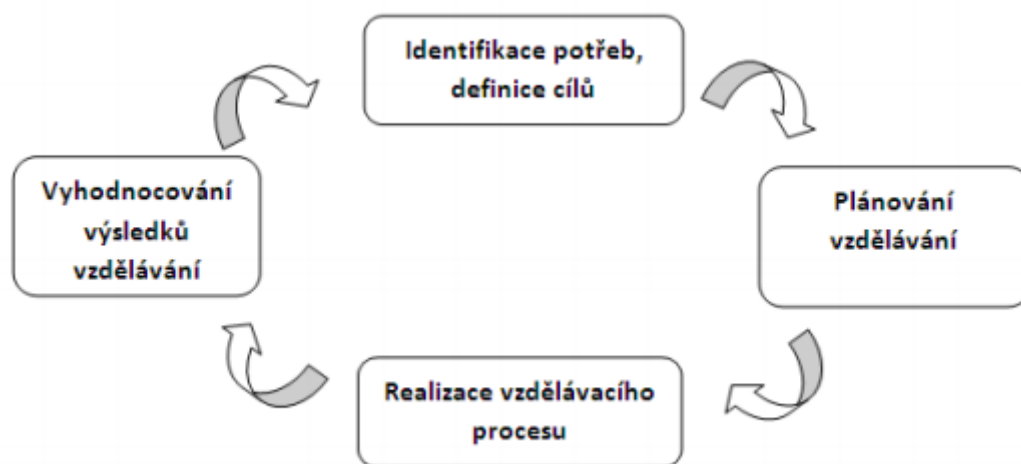 Identifikace potřeb,
definice cílů
Plánování
vzdělávání
Realizace vzdělávacího
procesu
Vyhodnocování
výsledků
vzdělávání